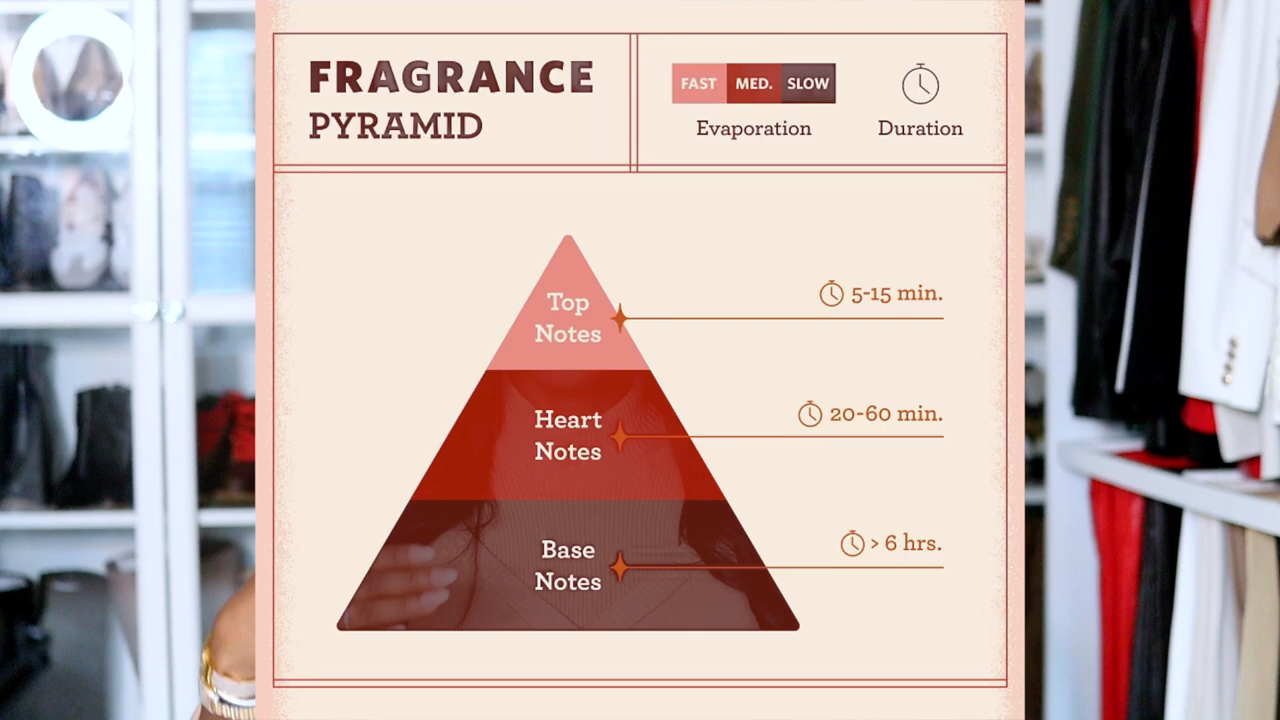 FRAGRANCE
PYRAMID
FAST MED. SLOW
Evaporation
Duration
Top
Notes
5-15 min.
Heart
Notes
20-60 min.
Base
Notes
> 6 hrs.